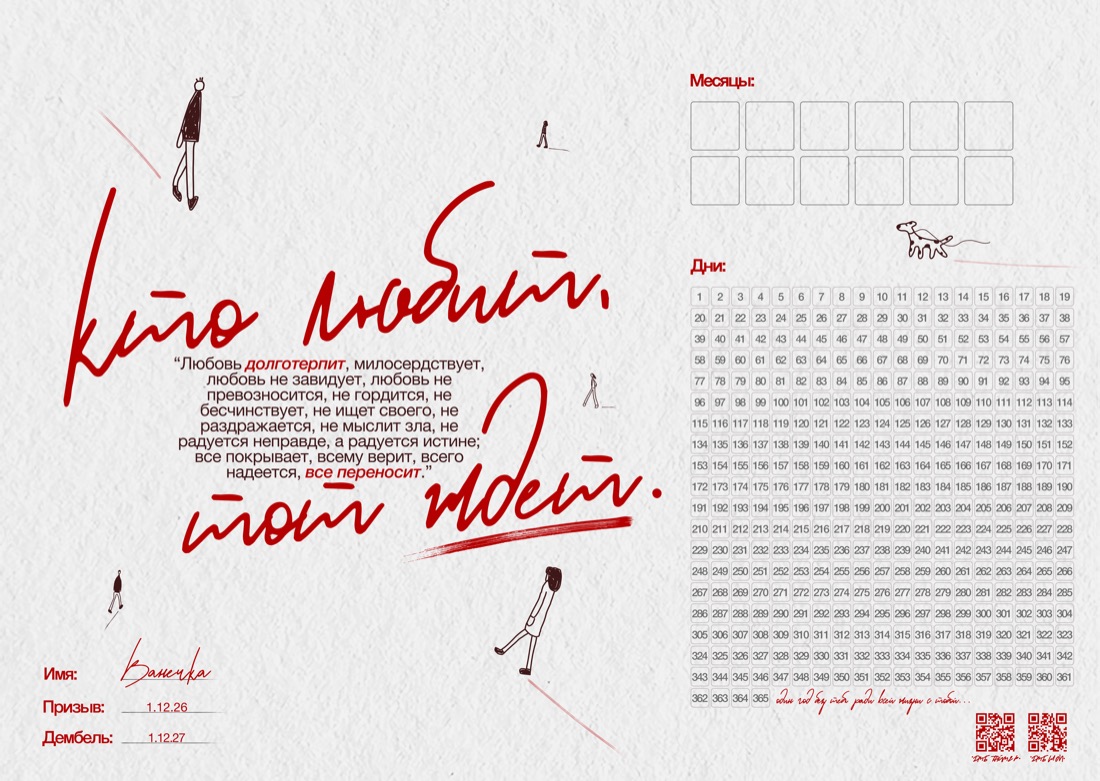 кто любит,
“Любовь долготерпит, милосердствует,
любовь не завидует, любовь не
превозносится, не гордится, не
бесчинствует, не ищет своего, не
раздражается, не мыслит зла, не
радуется неправде, а радуется истине;
все покрывает, всему верит, всего
надеется, все переносит.”
тот ждет.
Имя: Ванечка
Призыв: 1.12.26
Дембель: 1.12.27
Месяцы:
Дни:
1 2 3 4 5 6 7 8 9 10 11 12 13 14 15 16 17 18 19
20 21 22 23 24 25 26 27 28 29 30 31 32 33 34 35 36 37 38
39 40 41 42 43 44 45 46 47 48 49 50 51 52 53 54 55 56 57
58 59 60 61 62 63 64 65 66 67 68 69 70 71 72 73 74 75 76
77 78 79 80 81 82 83 84 85 86 87 88 89 90 91 92 93 94 95
96 97 98 99 100 101 102 103 104 105 106 107 108 109 110 111 112 113 114
115 116 117 118 119 120 121 122 123 124 125 126 127 128 129 130 131 132 133
134 135 136 137 138 139 140 141 142 143 144 145 146 147 148 149 150 151 152
153 154 155 156 157 158 159 160 161 162 163 164 165 166 167 168 169 170 171
172 173 174 175 176 177 178 179 180 181 182 183 184 185 186 187 188 189 190
191 192 193 194 195 196 197 198 199 200 201 202 203 204 205 206 207 208 209
210 211 212 213 214 215 216 217 218 219 220 221 222 223 224 225 226 227 228
229 230 231 232 233 234 235 236 237 238 239 240 241 242 243 244 245 246 247
248 249 250 251 252 253 254 255 256 257 258 259 260 261 262 263 264 265 266
267 268 269 270 271 272 273 274 275 276 277 278 279 280 281 282 283 284 285
286 287 288 289 290 291 292 293 294 295 296 297 298 299 300 301 302 303 304
305 306 307 308 309 310 311 312 313 314 315 316 317 318 319 320 321 322 323
324 325 326 327 328 329 330 331 332 333 334 335 336 337 338 339 340 341 342
343 344 345 346 347 348 349 350 351 352 353 354 355 356 357 358 359 360 361
362 363 364 365 один год без тебя ради всей жизни с тобой...